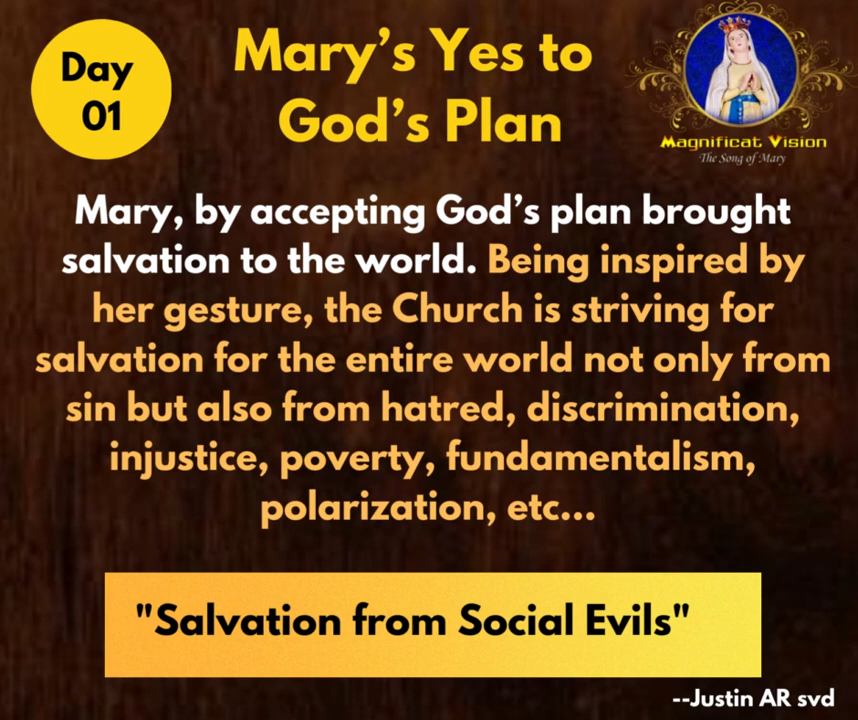 Day
01
Mary's Yes to
God's Plan
Magnificat Vision
The Song of Mary
Mary, by accepting God's plan brought
salvation to the world. Being inspired by
her gesture, the Church is striving for
salvation for the entire world not only from
sin but also from hatred, discrimination,
injustice, poverty, fundamentalism,
polarization, etc...
"Salvation from Social Evils"
--Justin AR svd